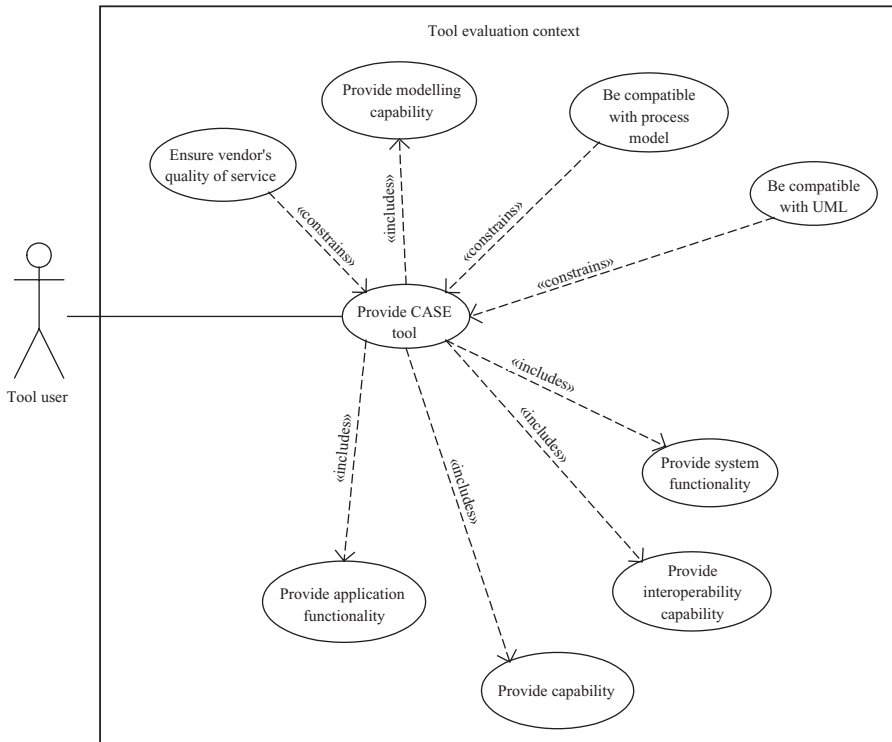 Tool evaluation context
Provide modelling
capability
Be compatible
with process
model
Ensure vendor's
quality of service
Be compatible
with UML
«constrains»
«includes»
«constrains»
«constrains»
Provide CASE
tool
Tool user
«includes»
«includes»
«includes»
«includes»
Provide system
functionality
Provide
interoperability
capability
Provide application
functionality
Provide capability